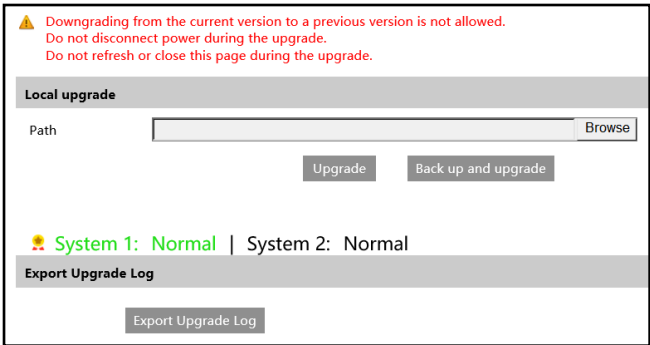 Downgrading from the current version to a previous version is not allowed.
Do not disconnect power during the upgrade.
Do not refresh or close this page during the upgrade.
Local upgrade
Path Browse
Upgrade Back up and upgrade
System 1: Normal | System 2: Normal
Export Upgrade Log
Export Upgrade Log